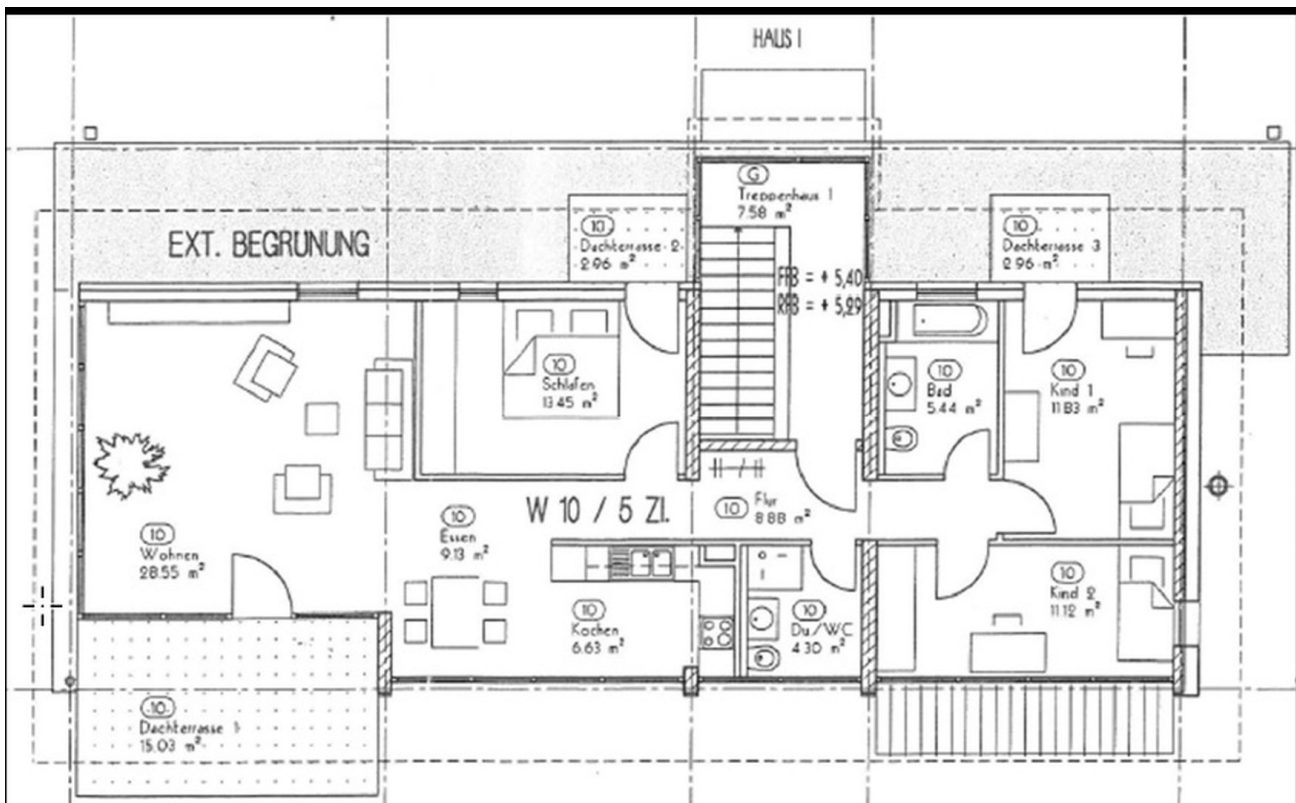 HAUS 1
G
Treppenhaus 1
7.58 m²
10
Dachterrasse 2
2.96 m²
10
Dachterrasse 3
2.96 m²
EXT. BEGRUNUNG
FFB = + 5,40
RFB = + 5,29
10
Schlafen
13.45 m²
10
Bad
5.44 m²
10
Kind 1
11.83 m²
W 10 / 5 ZI.
10
Flur
8.88 m²
10
Essen
9.13 m²
10
Wohnen
28.55 m²
10
Kochen
6.63 m²
10
Du./WC
4.30 m²
10
Kind 2
11.12 m²
10
Dachterrasse 1
15.03 m²